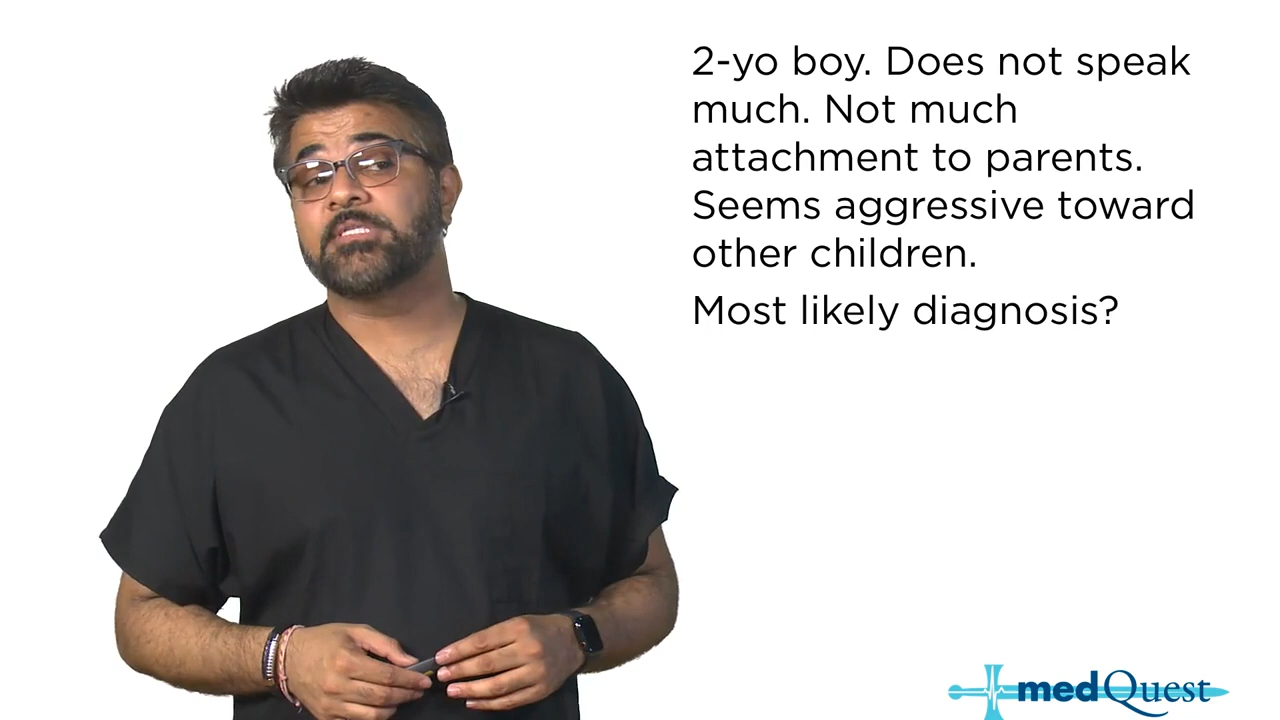 2-yo boy. Does not speak
much. Not much
attachment to parents.
Seems aggressive toward
other children.
Most likely diagnosis?
medQuest